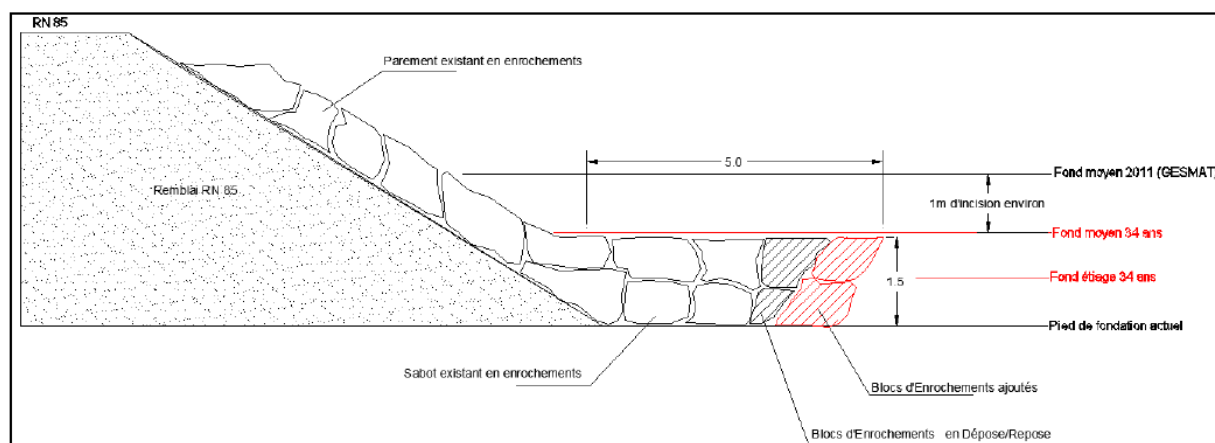 RN 85
Parement existant en enrochements
5.0
Fond moyen 2011 (GESMAT)
Remblai RN 85
1m d'incision environ
Fond moyen 34 ans
Fond étiage 34 ans
1.5
Pied de fondation actuel
Sabot existant en enrochements
Blocs d'Enrochements ajoutés
Blocs d'Enrochements en Dépose/Repose